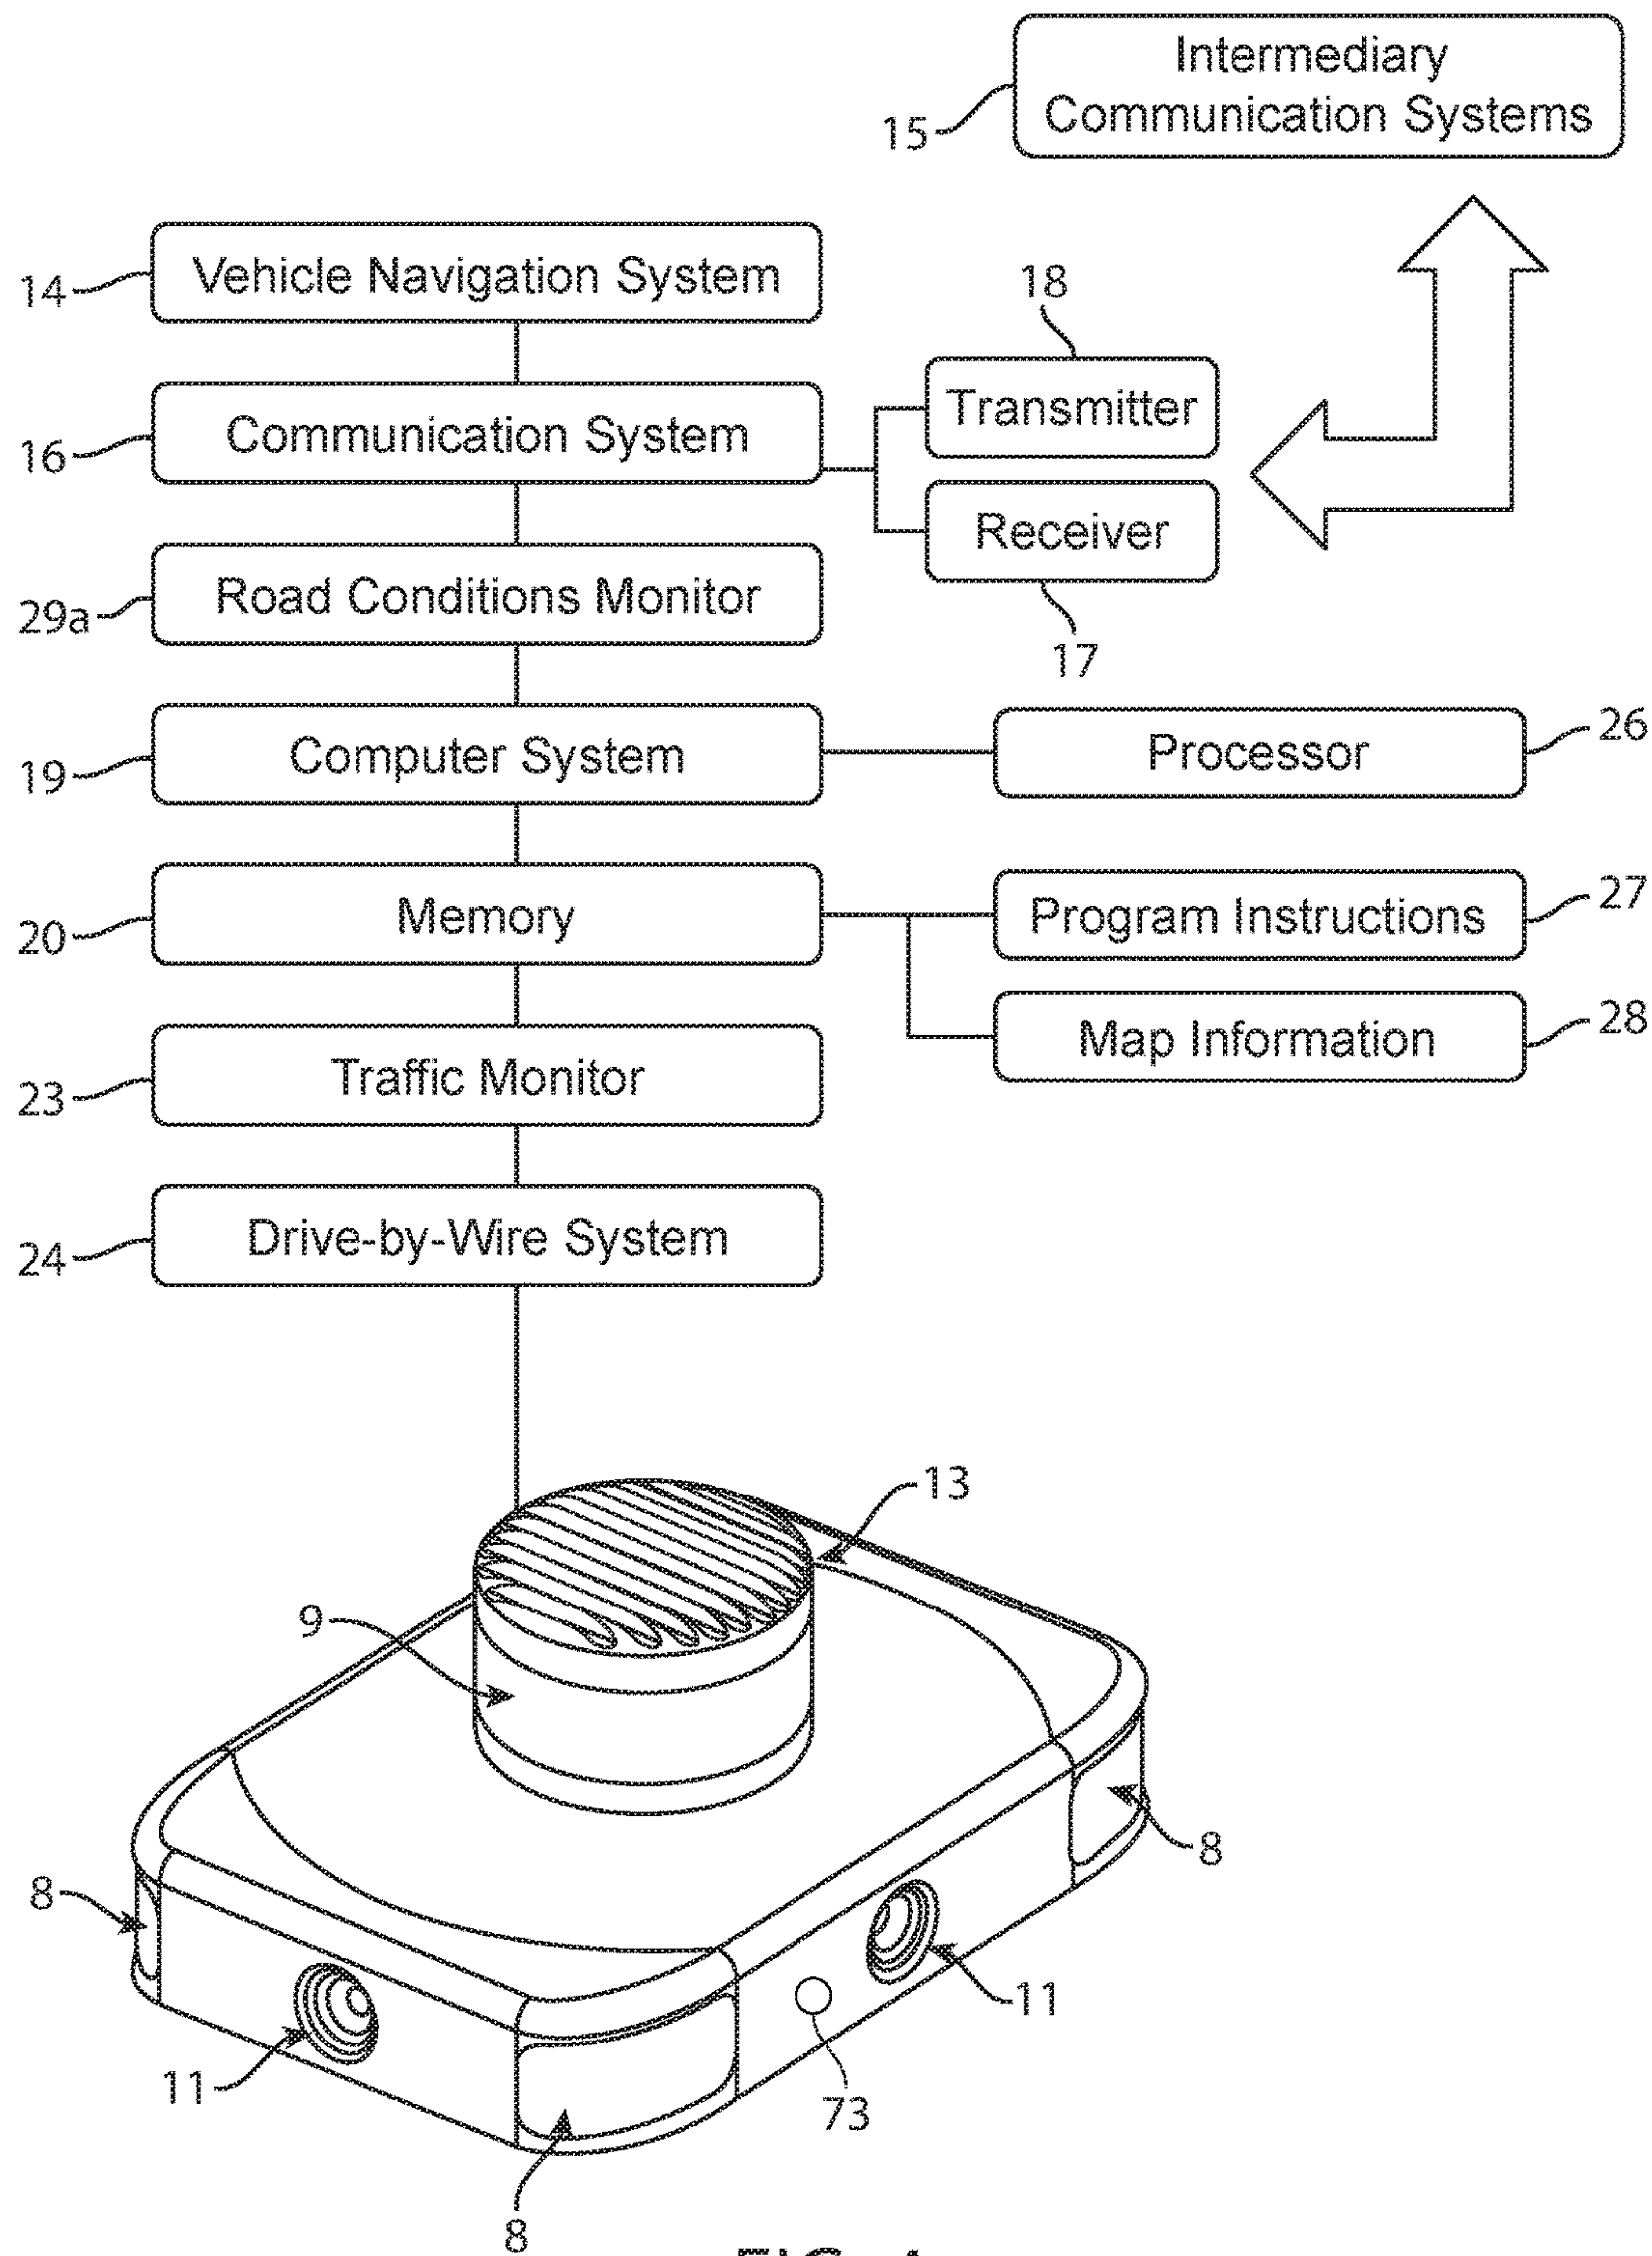 Intermediary
Communication Systems
15
Vehicle Navigation System
14
18
Transmitter
Communication System
16
Receiver
17
Road Conditions Monitor
29a
Computer System
19
Processor
26
Memory
20
Program Instructions
27
Map Information
28
Traffic Monitor
23
Drive-by-Wire System
24
13
9
8
8
11
11
73
8